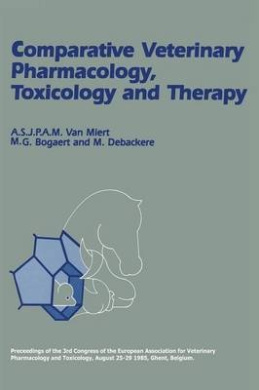 Comparative Veterinary
Pharmacology,
Toxicology and Therapy
A.S.J.P.A.M. Van Miert
M.G. Bogaert and M. Debackere
Proceedings of the 3rd Congress of the European Association for Veterinary
Pharmacology and Toxicology, August 25-29 1985, Ghent, Belgium.